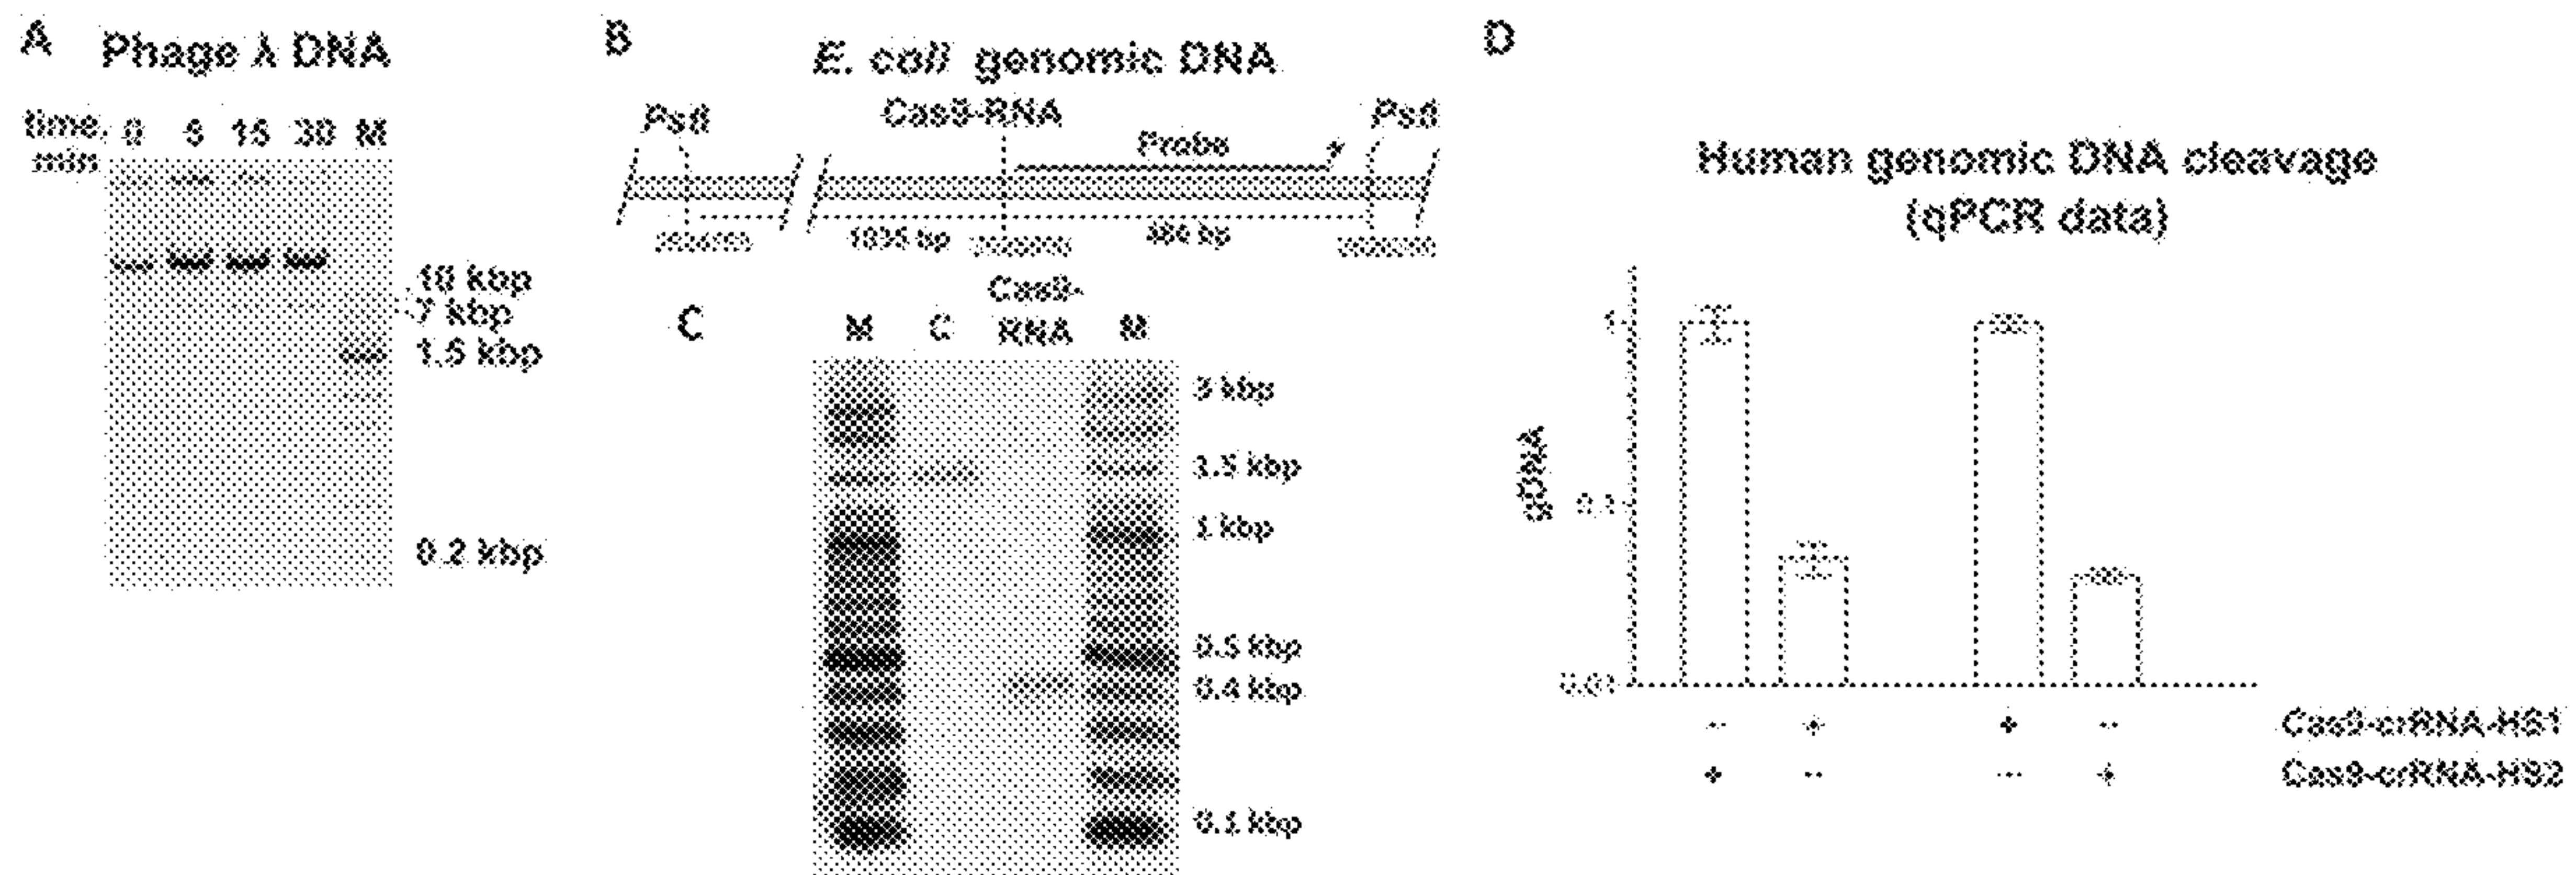 A
Phage λ DNA
time, 0 5 15 30 M
min
10 kbp
7 kbp
1.5 kbp
0.2 kbp
B
E. coli genomic DNA
PstI
Cas9-RNA
Probe
PstI
1035 bp
466 bp
C
M C Cas9-
RNA M
3 kbp
1.5 kbp
1 kbp
0.5 kbp
0.4 kbp
0.1 kbp
D
Human genomic DNA cleavage
(qPCR data)
gDNA
1
0.1
0.01
- + + - Cas9-crRNA-HS1
+ - - + Cas9-crRNA-HS2